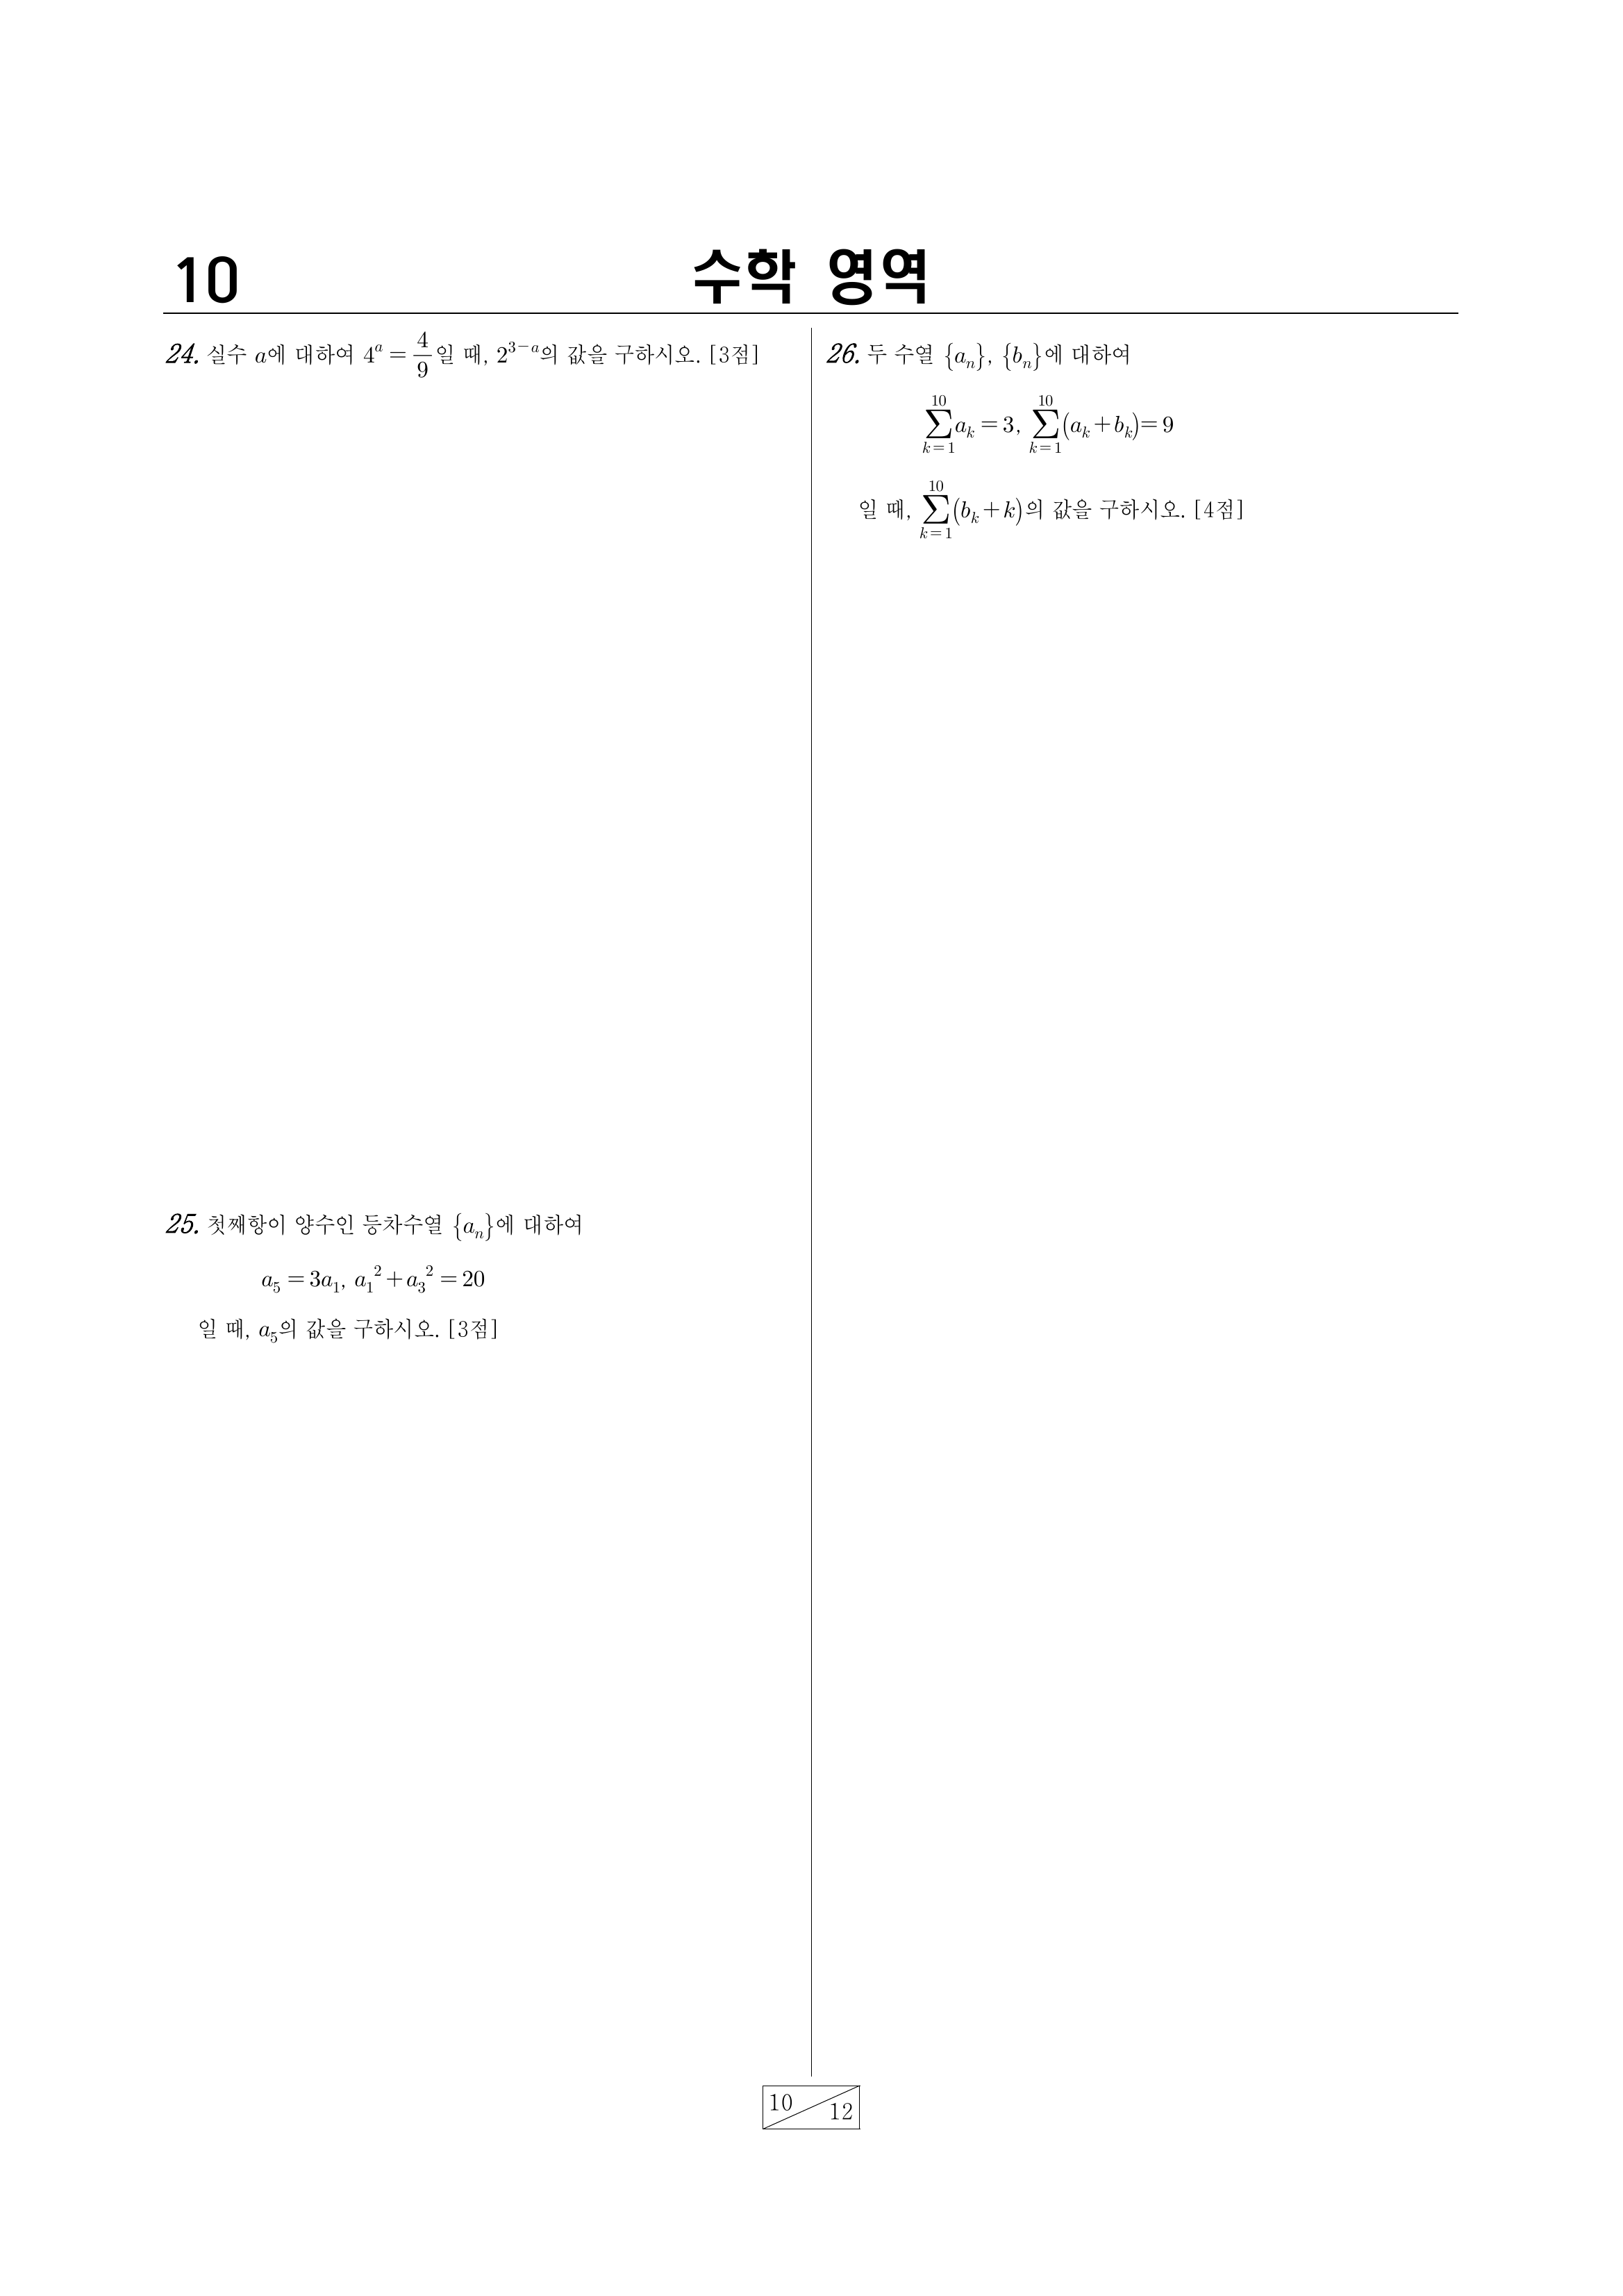 10
수학 영역
24. 실수 a에 대하여 4^a = 4/9일 때, 2^{3-a}의 값을 구하시오. [3점]
25. 첫째항이 양수인 등차수열 {a_n}에 대하여
a_5 = 3a_1, a_1^2 + a_3^2 = 20
일 때, a_5의 값을 구하시오. [3점]
26. 두 수열 {a_n}, {b_n}에 대하여
\sum_{k=1}^{10} a_k = 3, \sum_{k=1}^{10} (a_k + b_k) = 9
일 때, \sum_{k=1}^{10} (b_k + k)의 값을 구하시오. [4점]
10
12